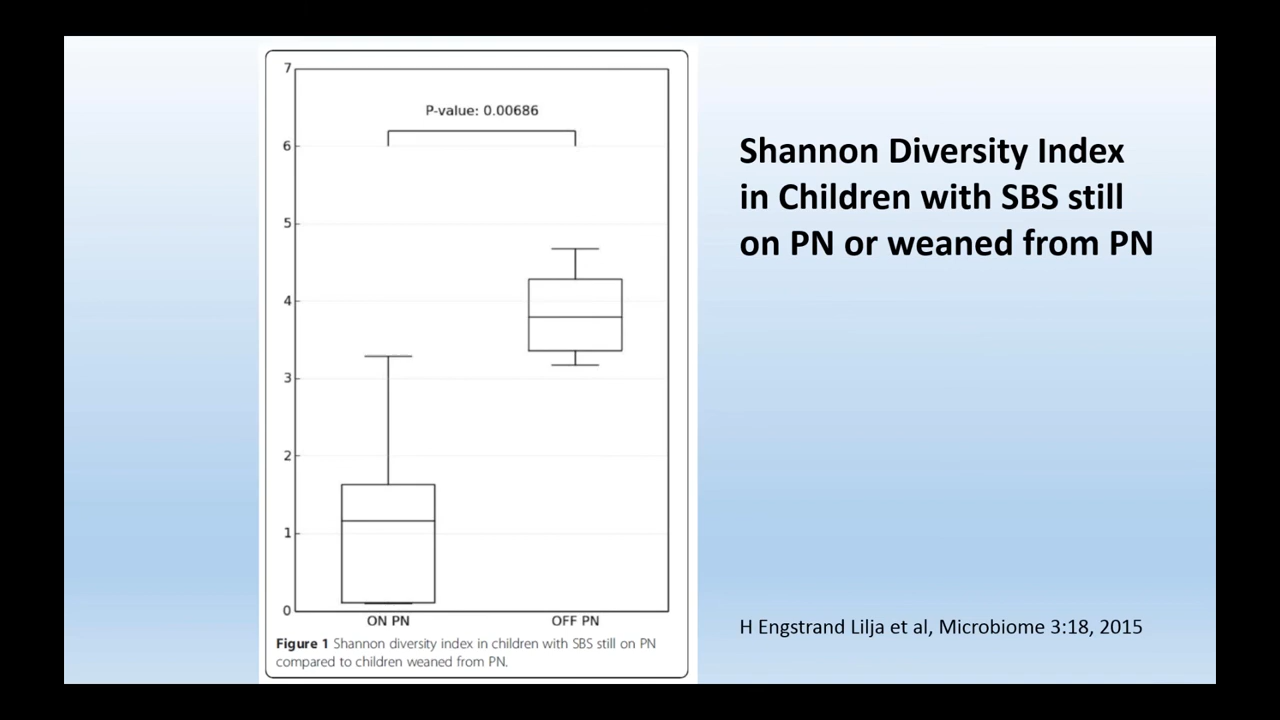 7
P-value: 0.00686
6
5
4
3
2
1
0
ON PN OFF PN
Figure 1 Shannon diversity index in children with SBS still on PN
compared to children weaned from PN.
Shannon Diversity Index
in Children with SBS still
on PN or weaned from PN
H Engstrand Lilja et al, Microbiome 3:18, 2015